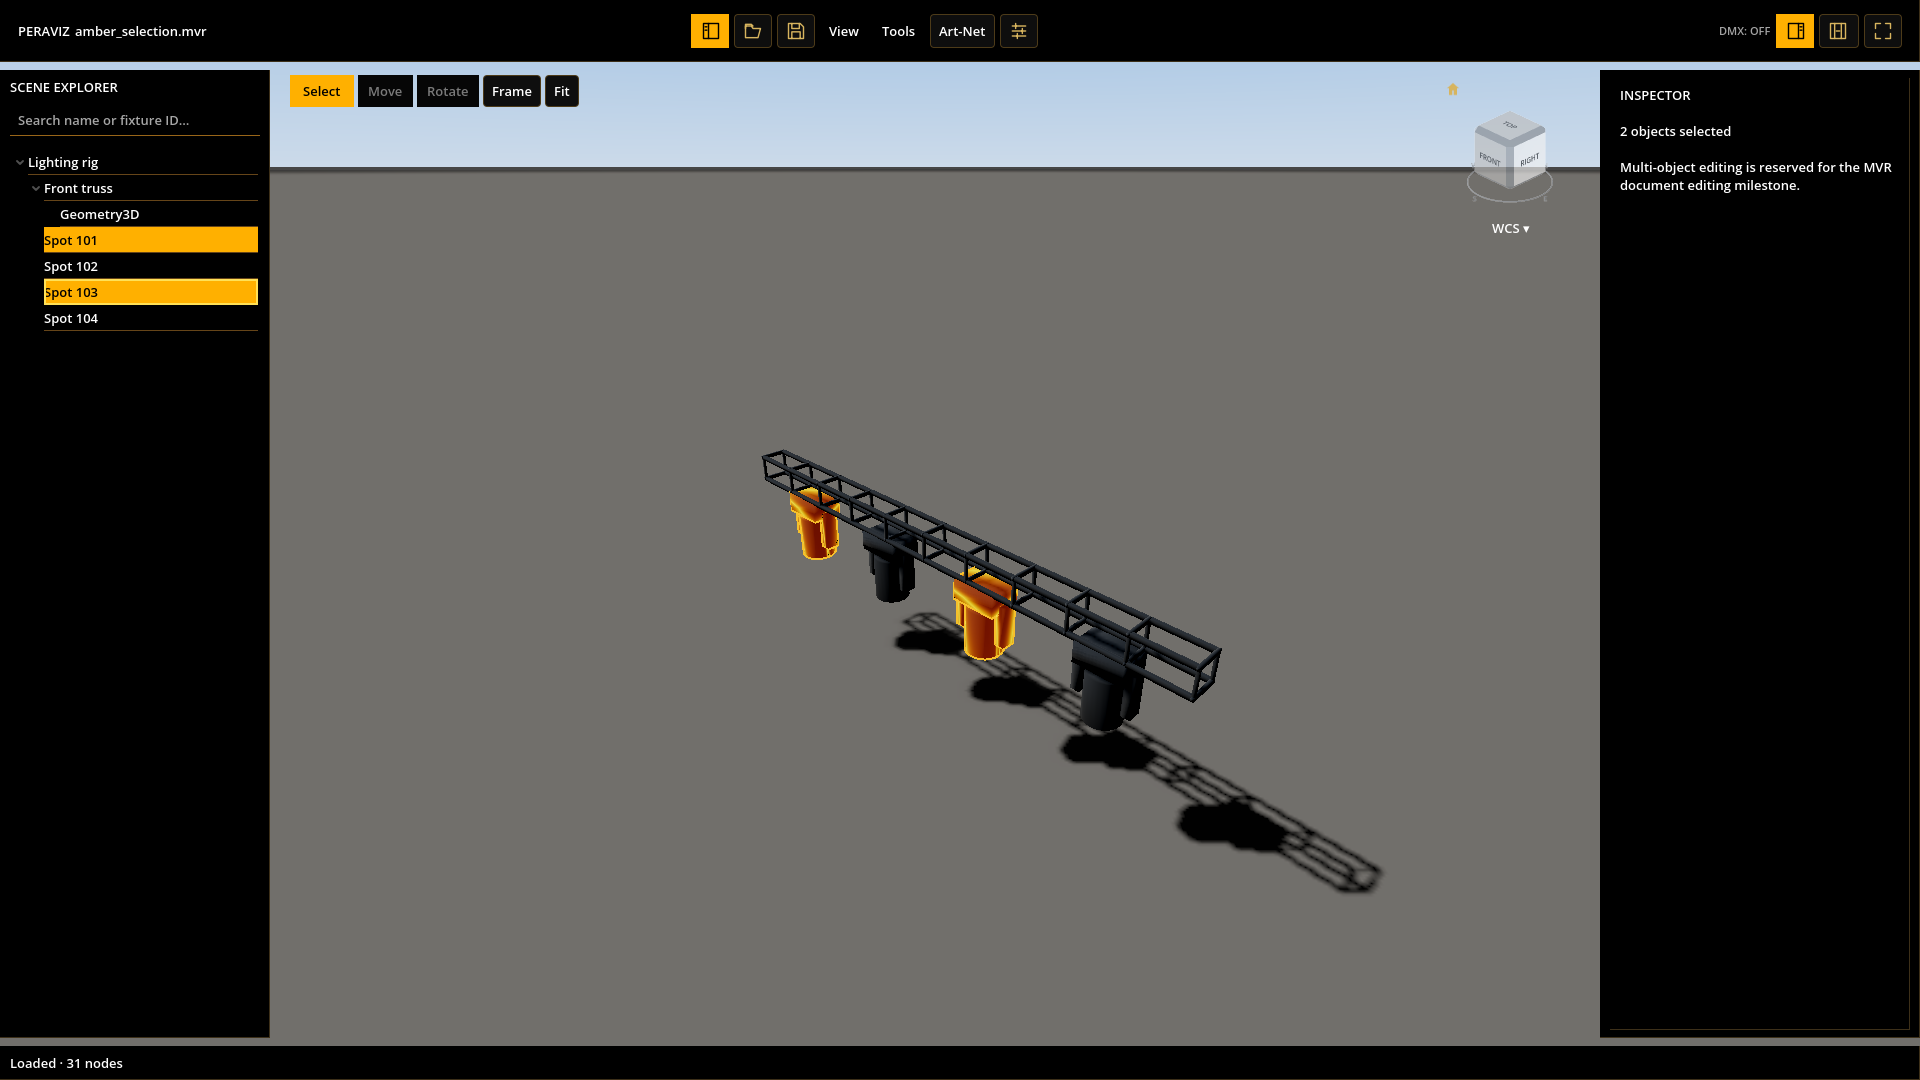 PERAVIZ amber_selection.mvr
View
Tools
Art-Net
DMX: OFF
SCENE EXPLORER
Search name or fixture ID...
Lighting rig
Front truss
Geometry3D
Spot 101
Spot 102
Spot 103
Spot 104
Select
Move
Rotate
Frame
Fit
TOP
FRONT
RIGHT
S
E
WCS ▾
INSPECTOR
2 objects selected
Multi-object editing is reserved for the MVR
document editing milestone.
Loaded · 31 nodes